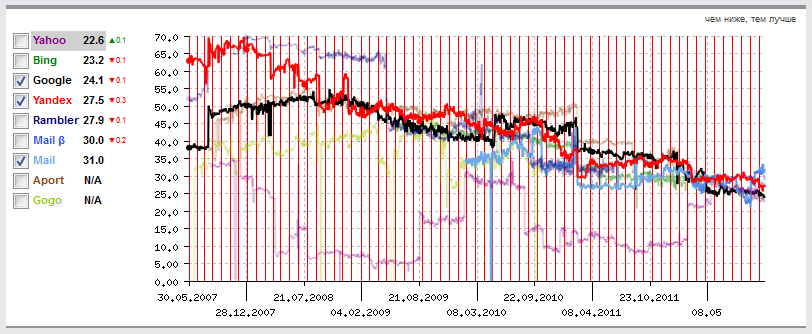 чем ниже, тем лучше
Yahoo 22.6 ▲0.1
Bing 23.2 ▼0.1
Google 24.1 ▼0.1
Yandex 27.5 ▼0.3
Rambler 27.9 ▼0.1
Mail β 30.0 ▼0.2
Mail 31.0
Aport N/A
Gogo N/A
70.0
65.0
60.0
55.0
50.0
45.0
40.0
35.0
30.0
25.0
20.0
15.0
10.0
5.00
0.00
30.05.2007 21.07.2008 21.08.2009 22.09.2010 23.10.2011
28.12.2007 04.02.2009 08.03.2010 08.04.2011 08.05